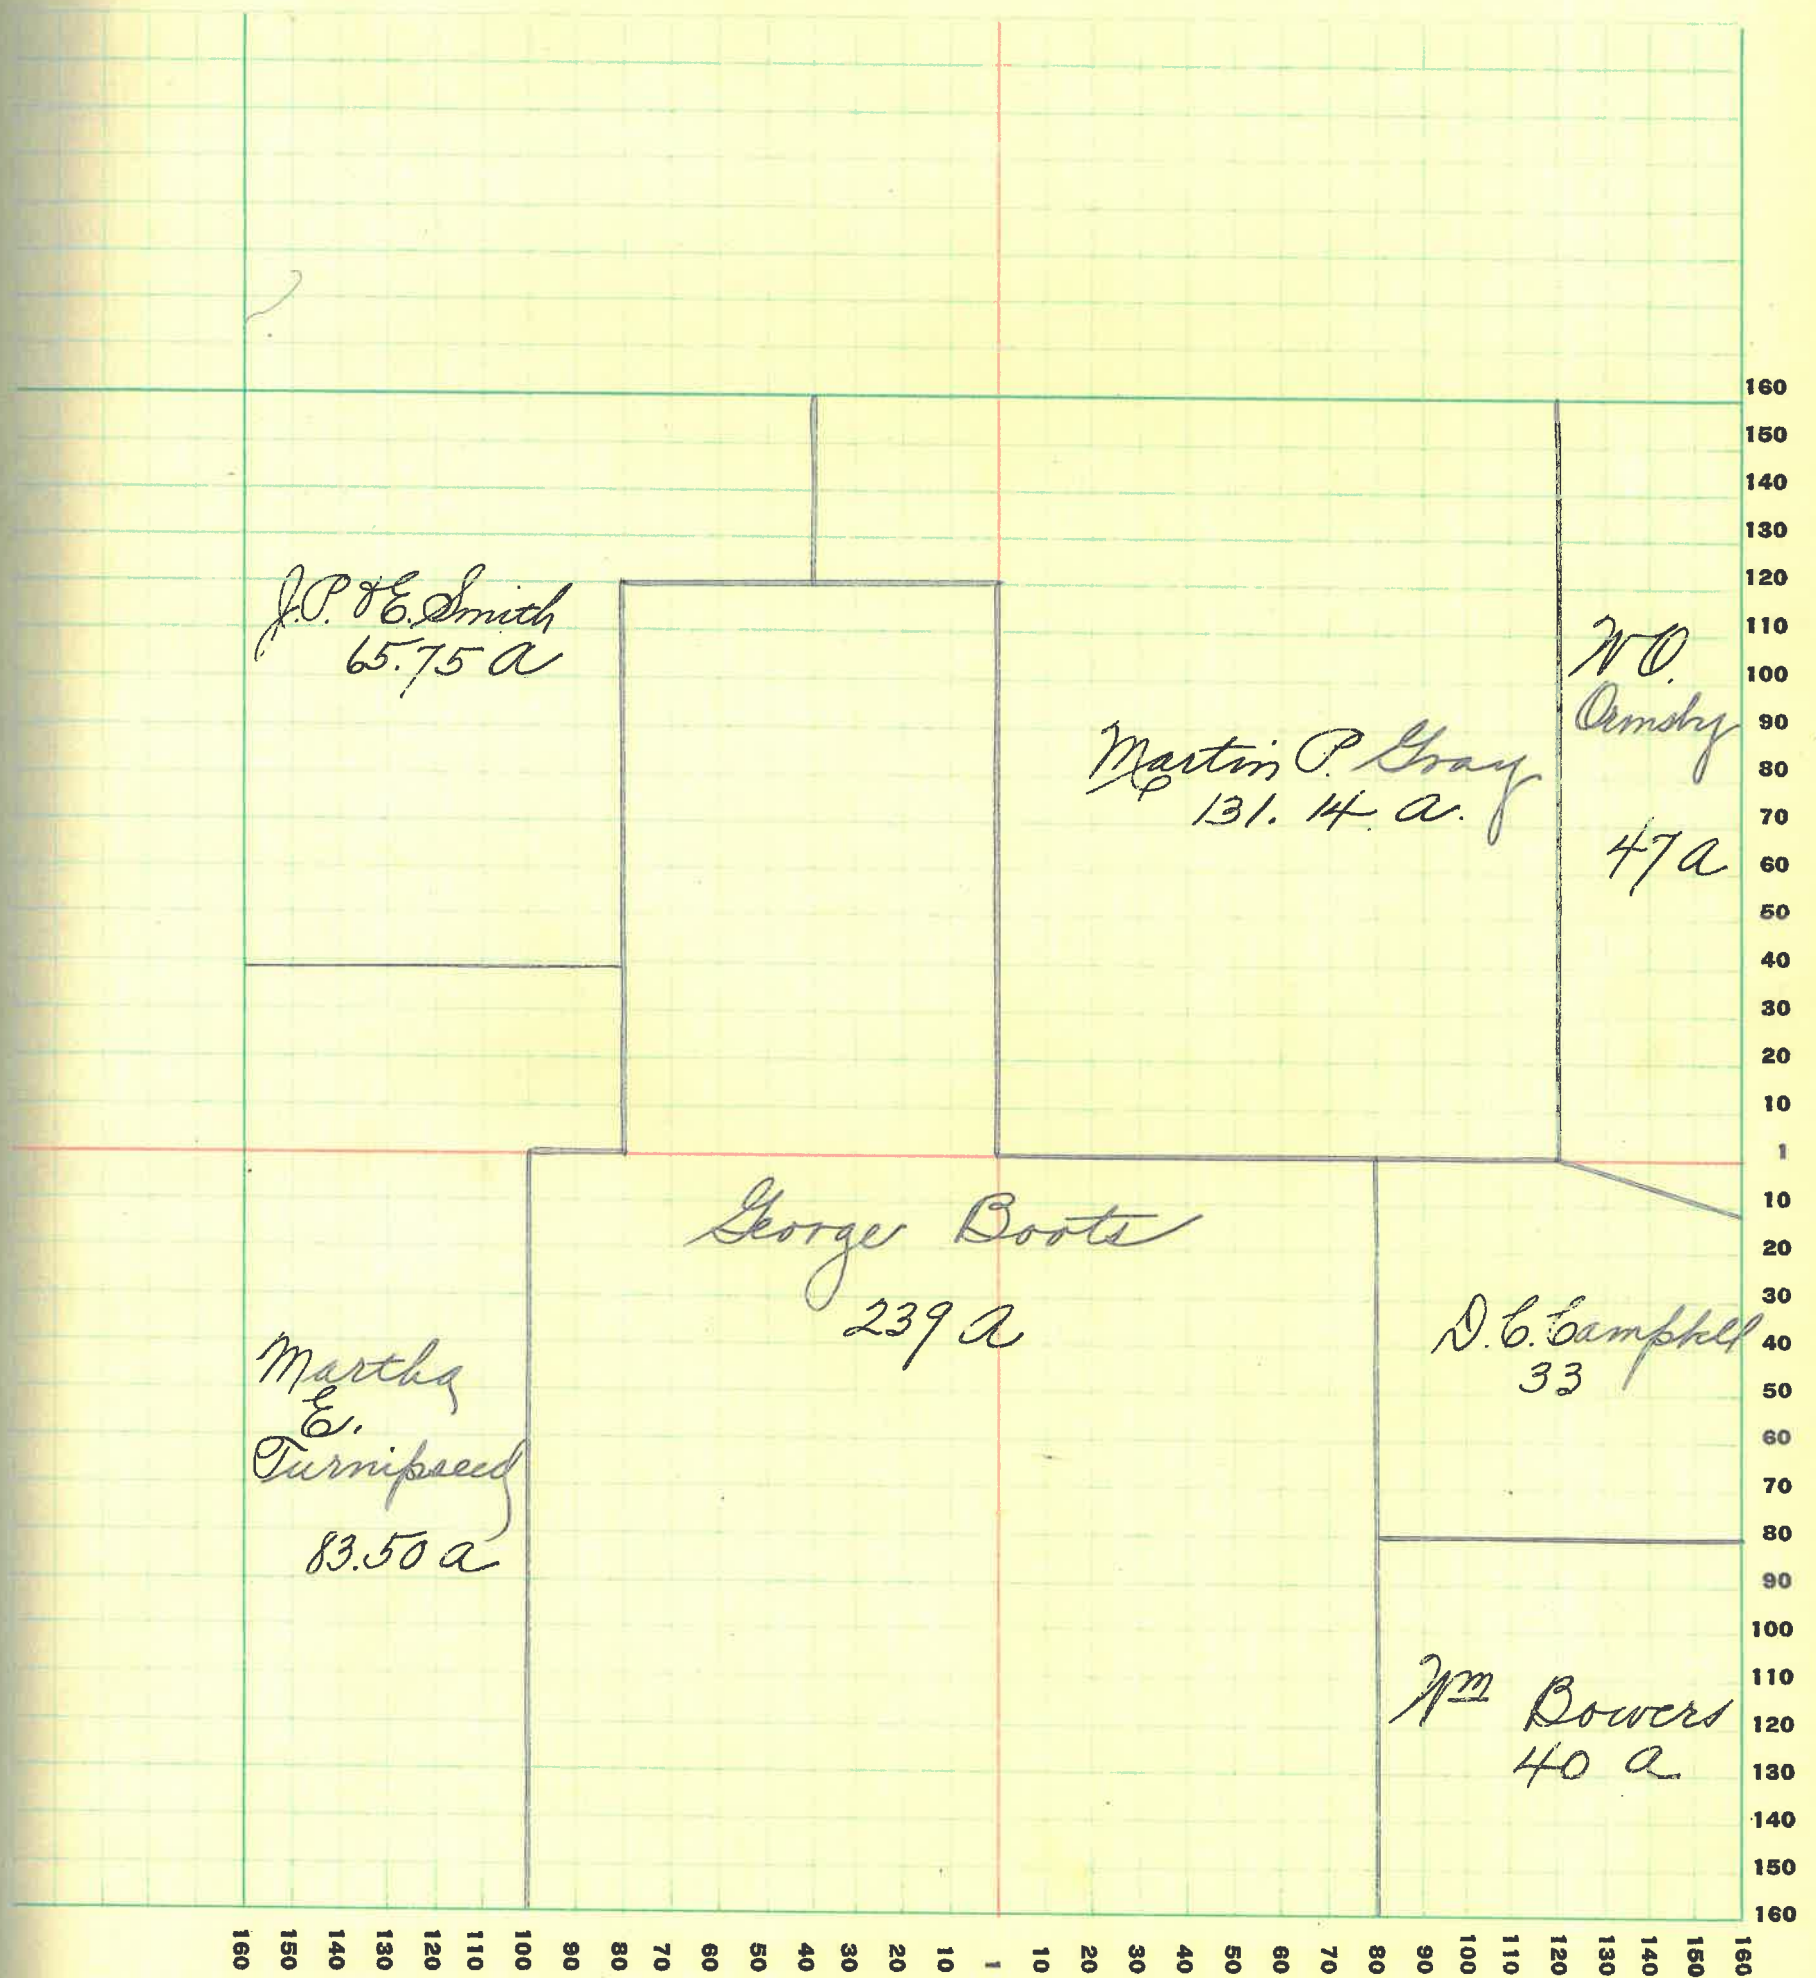 J.P. & E. Smith
65.75 a
Martin P. Gray
131.14 a.
W O.
Ormsby
47 a
George Boots
239 a
Martha
E.
Turnipseed
83.50 a
D.C. Campbell
33
Wm Bowers
40 a
160
150
140
130
120
110
100
90
80
70
60
50
40
30
20
10
1
10
20
30
40
50
60
70
80
90
100
110
120
130
140
150
160
160 150 140 130 120 110 100 90 80 70 60 50 40 30 20 10 1 10 20 30 40 50 60 70 80 90 100 110 120 130 140 150 160